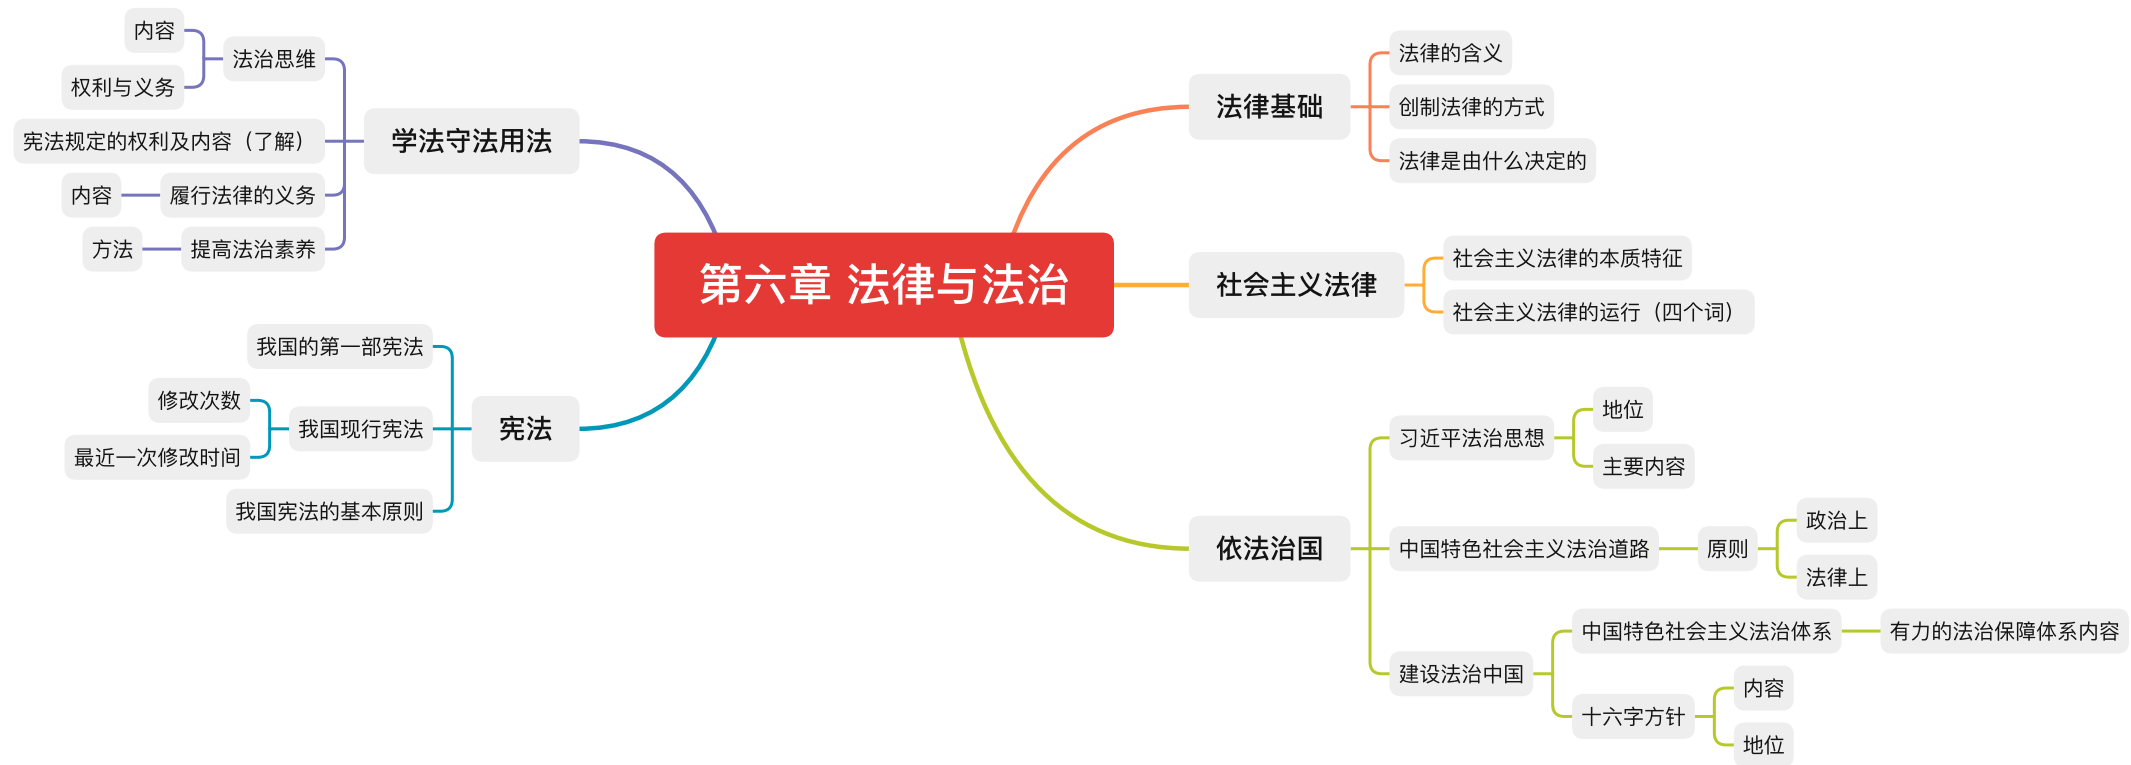 第六章 法律与法治
法律基础
法律的含义
创制法律的方式
法律是由什么决定的
社会主义法律
社会主义法律的本质特征
社会主义法律的运行（四个词）
依法治国
习近平法治思想
地位
主要内容
中国特色社会主义法治道路
原则
政治上
法律上
建设法治中国
中国特色社会主义法治体系
有力的法治保障体系内容
十六字方针
内容
地位
宪法
我国的第一部宪法
我国现行宪法
修改次数
最近一次修改时间
我国宪法的基本原则
学法守法用法
法治思维
内容
权利与义务
宪法规定的权利及内容（了解）
履行法律的义务
内容
提高法治素养
方法